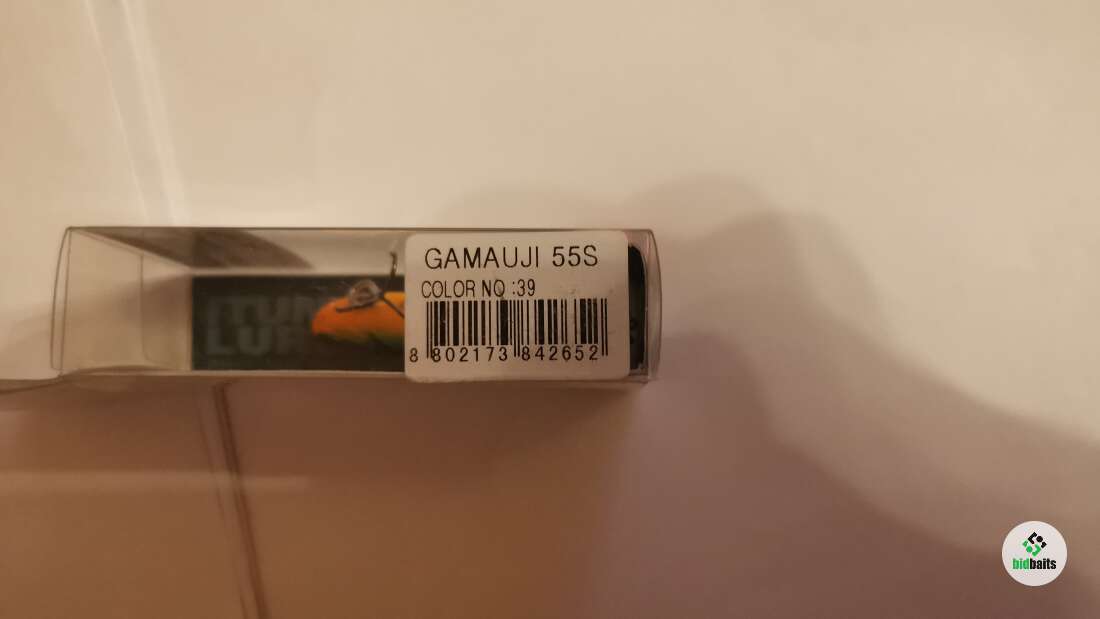 GAMAUJI 55S
COLOR NO :39
8 802173 842652
bidbaits